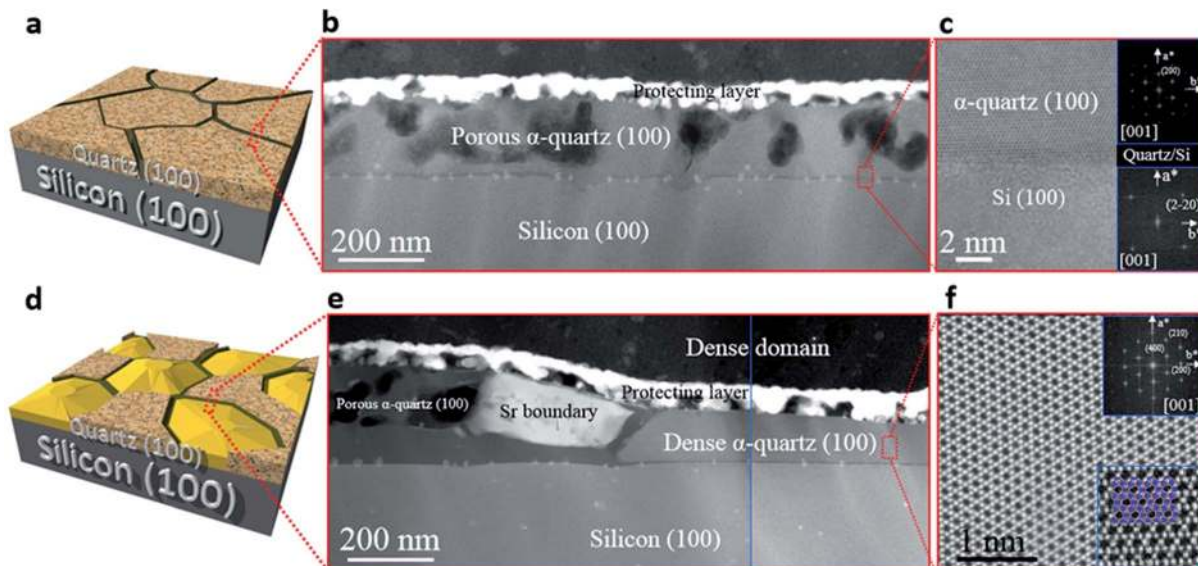 a
Quartz (100)
Silicon (100)
b
Protecting layer
Porous α-quartz (100)
Silicon (100)
200 nm
c
α-quartz (100)
Si (100)
2 nm
a*
(200)
b
[001]
Quartz/Si
a*
(2-20)
b
[001]
d
Quartz (100)
Silicon (100)
e
Dense domain
Protecting layer
Porous α-quartz (100)
Sr boundary
Dense α-quartz (100)
Silicon (100)
200 nm
f
a*
(210)
(400)
b*
(200)
[001]
1 nm